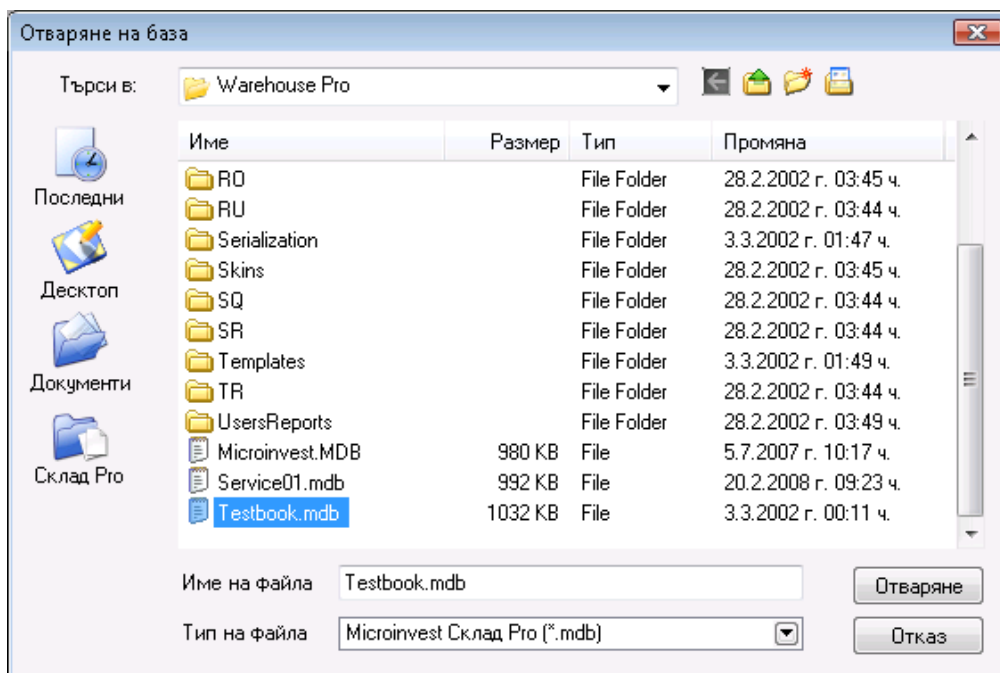 Отваряне на база
Търси в: Warehouse Pro
Име Размер Тип Промяна
RO File Folder 28.2.2002 г. 03:45 ч.
RU File Folder 28.2.2002 г. 03:44 ч.
Serialization File Folder 3.3.2002 г. 01:47 ч.
Skins File Folder 28.2.2002 г. 03:45 ч.
SQ File Folder 28.2.2002 г. 03:44 ч.
SR File Folder 28.2.2002 г. 03:44 ч.
Templates File Folder 3.3.2002 г. 01:49 ч.
TR File Folder 28.2.2002 г. 03:44 ч.
UsersReports File Folder 28.2.2002 г. 03:49 ч.
Microinvest.MDB 980 KB File 5.7.2007 г. 10:17 ч.
Service01.mdb 992 KB File 20.2.2008 г. 09:23 ч.
Testbook.mdb 1032 KB File 3.3.2002 г. 00:11 ч.
Последни
Десктоп
Документи
Склад Pro
Име на файла Testbook.mdb Отваряне
Тип на файла Microinvest Склад Pro (*.mdb) Отказ